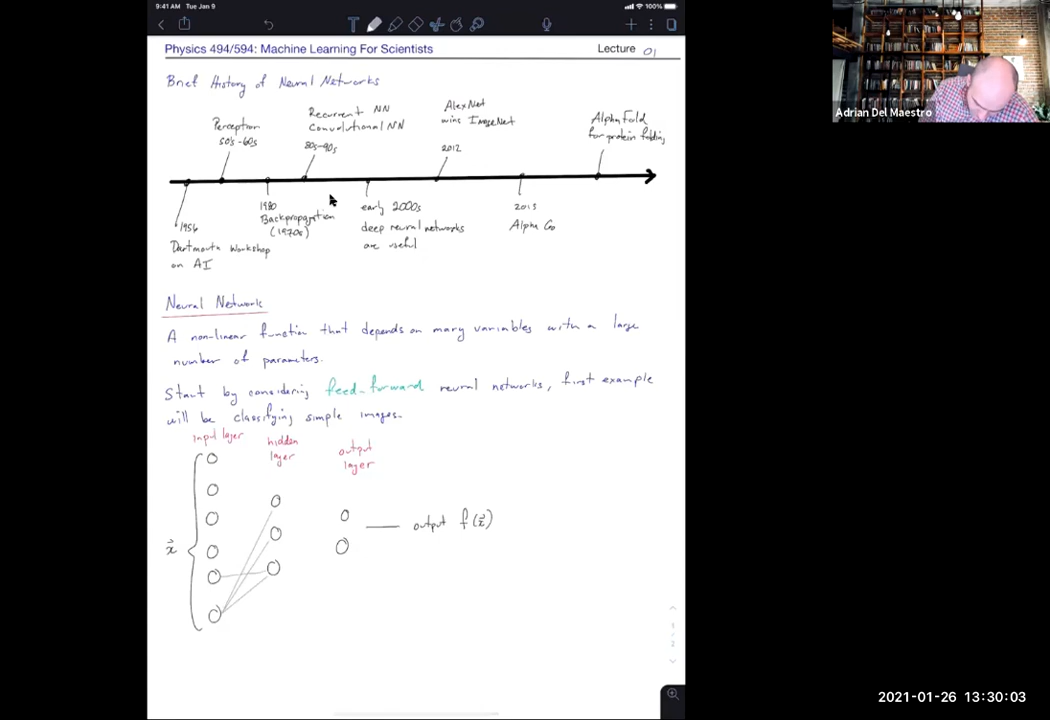 9:41 AM Tue Jan 9
100%
Physics 494/594: Machine Learning For Scientists Lecture 01
Brief History of Neural Networks
Perceptron
50's-60s
Recurrent NN
Convolutional NN
80s-90s
AlexNet
wins ImageNet
2012
AlphaFold
for protein folding
1956
Dartmouth Workshop
on AI
1980
Backpropagation
(1970s)
early 2000s
deep neural networks
are useful
2015
Alpha Go
Neural Network
A non-linear function that depends on many variables with a large
number of parameters.
Start by considering feed-forward neural networks, first example
will be classifying simple images.
input layer
hidden
layer
output
layer
x⃗
output f(x⃗)
1
/
2
Adrian Del Maestro
2021-01-26 13:30:03